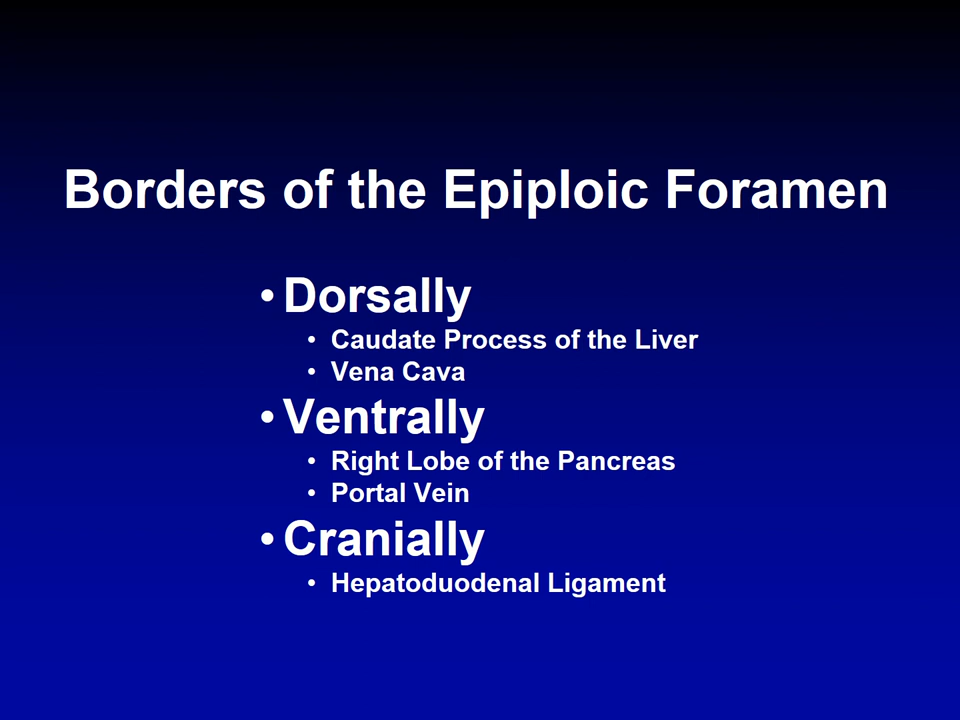 Borders of the Epiploic Foramen
• Dorsally
• Caudate Process of the Liver
• Vena Cava
• Ventrally
• Right Lobe of the Pancreas
• Portal Vein
• Cranially
• Hepatoduodenal Ligament